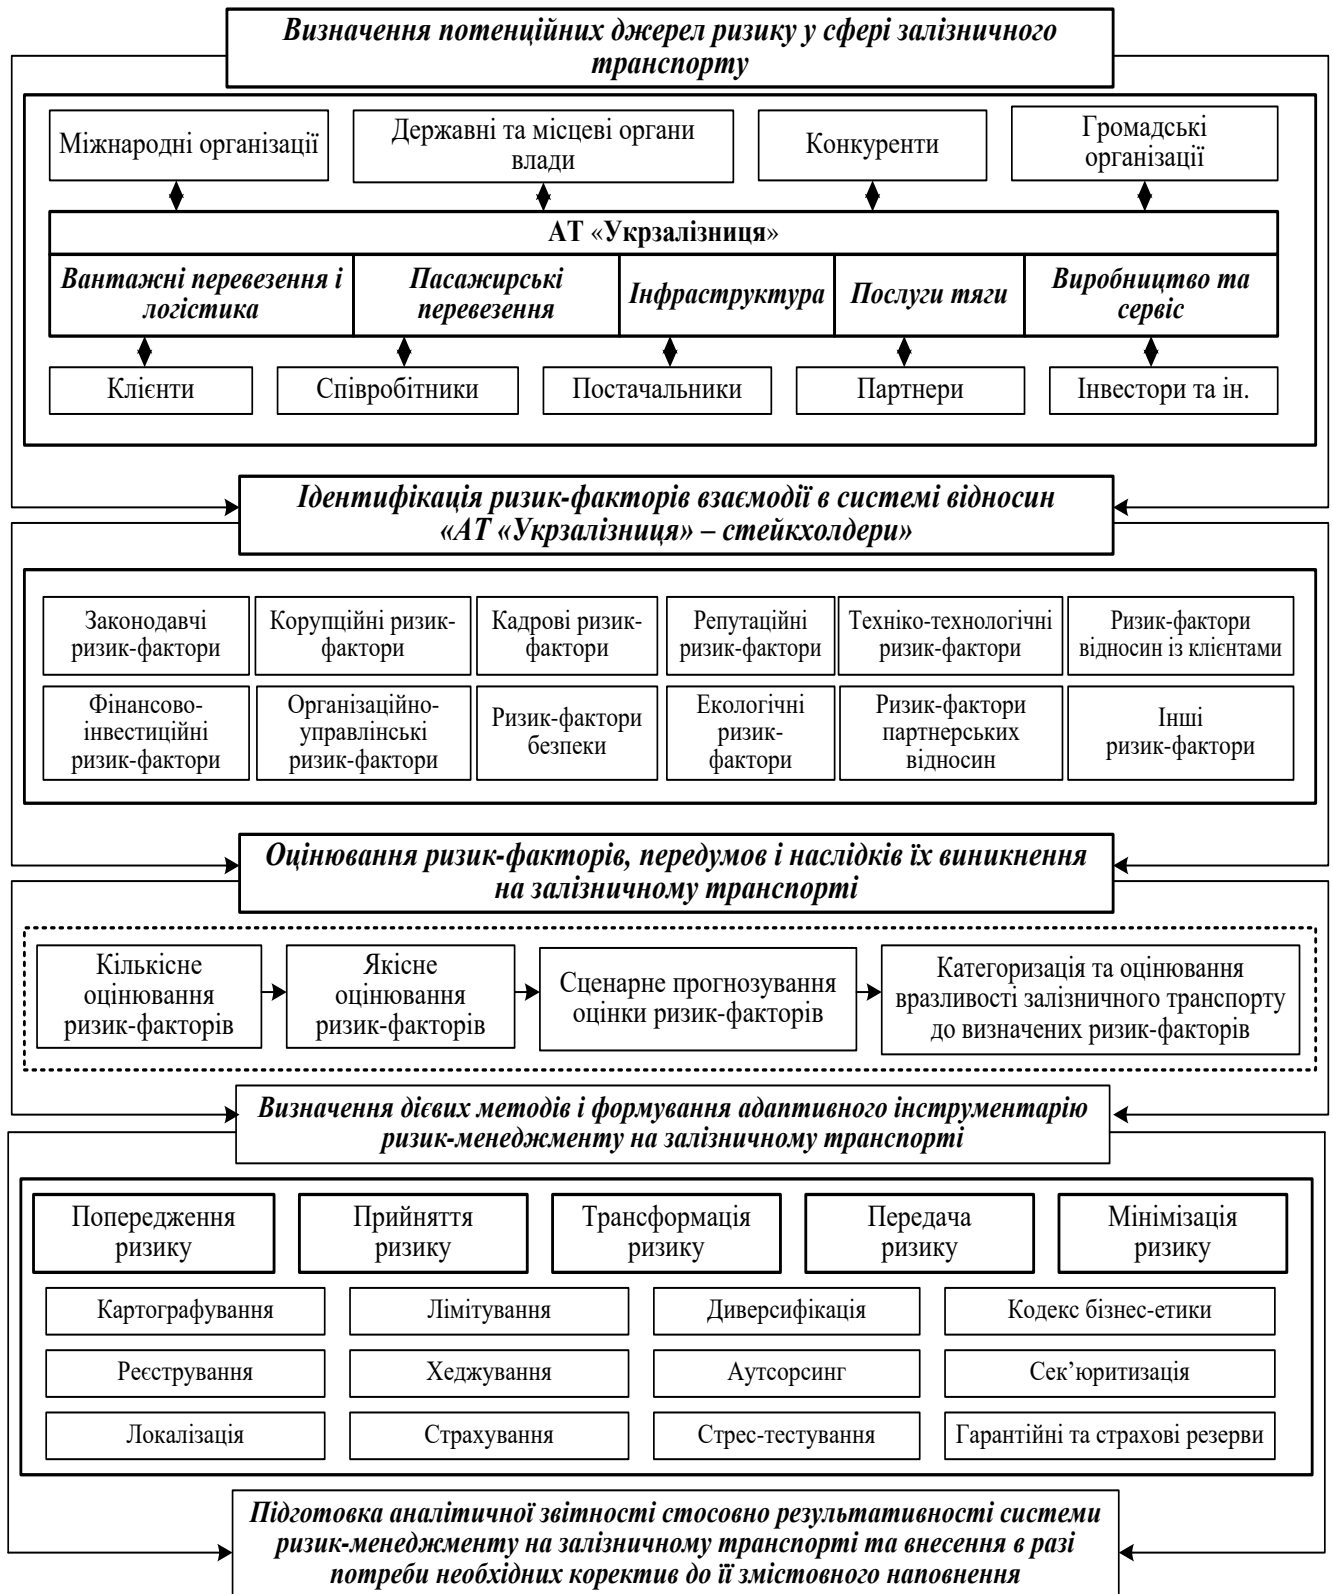 Визначення потенційних джерел ризику у сфері залізничного
транспорту
Міжнародні організації
Державні та місцеві органи
влади
Конкуренти
Громадські
організації
АТ «Укрзалізниця»
Вантажні перевезення і
логістика
Пасажирські
перевезення
Інфраструктура
Послуги тяги
Виробництво та
сервіс
Клієнти
Співробітники
Постачальники
Партнери
Інвестори та ін.
Ідентифікація ризик-факторів взаємодії в системі відносин
«АТ «Укрзалізниця» – стейкхолдери»
Законодавчі
ризик-фактори
Корупційні ризик-
фактори
Кадрові ризик-
фактори
Репутаційні
ризик-фактори
Техніко-технологічні
ризик-фактори
Ризик-фактори
відносин із клієнтами
Фінансово-
інвестиційні
ризик-фактори
Організаційно-
управлінські
ризик-фактори
Ризик-фактори
безпеки
Екологічні
ризик-
фактори
Ризик-фактори
партнерських
відносин
Інші
ризик-фактори
Оцінювання ризик-факторів, передумов і наслідків їх виникнення
на залізничному транспорті
Кількісне
оцінювання
ризик-факторів
Якісне
оцінювання
ризик-факторів
Сценарне прогнозування
оцінки ризик-факторів
Категоризація та оцінювання
вразливості залізничного транспорту
до визначених ризик-факторів
Визначення дієвих методів і формування адаптивного інструментарію
ризик-менеджменту на залізничному транспорті
Попередження
ризику
Прийняття
ризику
Трансформація
ризику
Передача
ризику
Мінімізація
ризику
Картографування
Лімітування
Диверсифікація
Кодекс бізнес-етики
Реєстрування
Хеджування
Аутсорсинг
Сек’юритизація
Локалізація
Страхування
Стрес-тестування
Гарантійні та страхові резерви
Підготовка аналітичної звітності стосовно результативності системи
ризик-менеджменту на залізничному транспорті та внесення в разі
потреби необхідних коректив до її змістовного наповнення